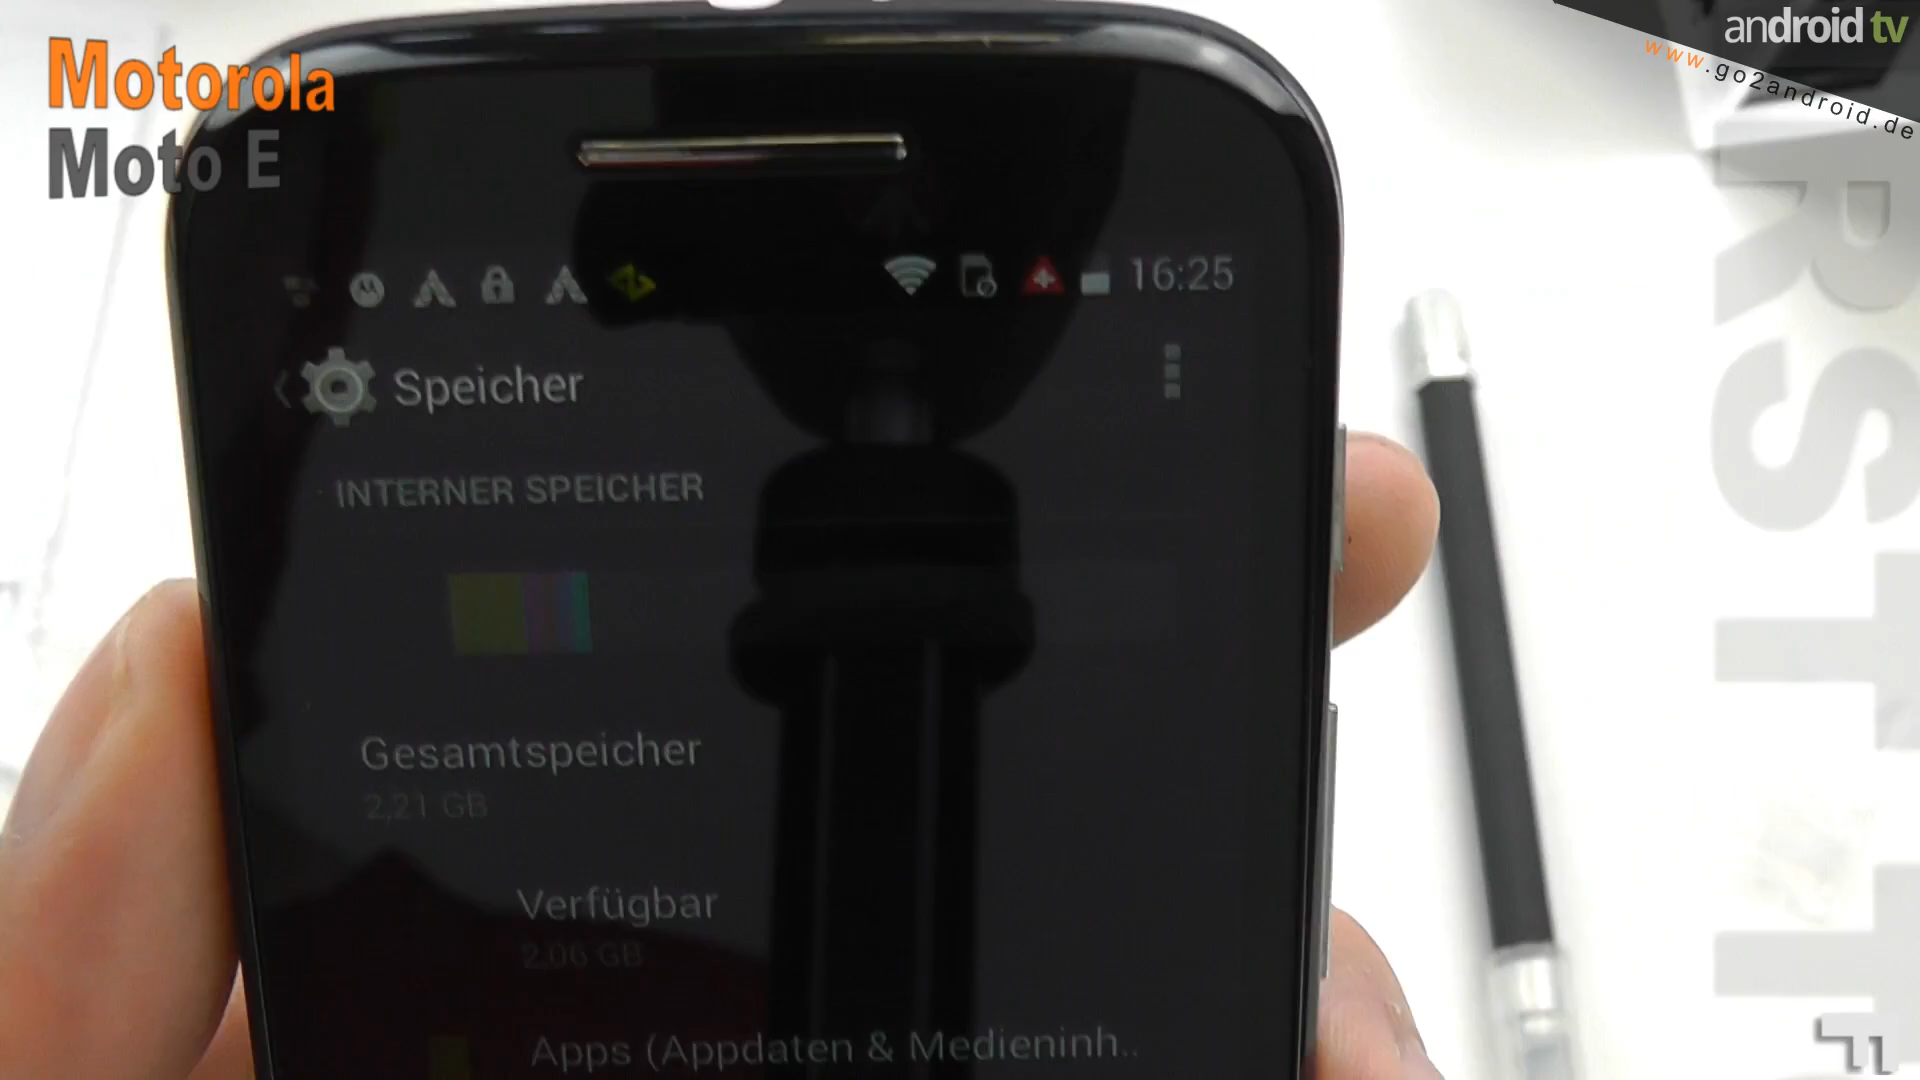 Motorola
Moto E
android tv
www.go2android.de
16:25
Speicher
INTERNER SPEICHER
Gesamtspeicher
2,21 GB
Verfügbar
2,06 GB
Apps (Appdaten & Medieninh..